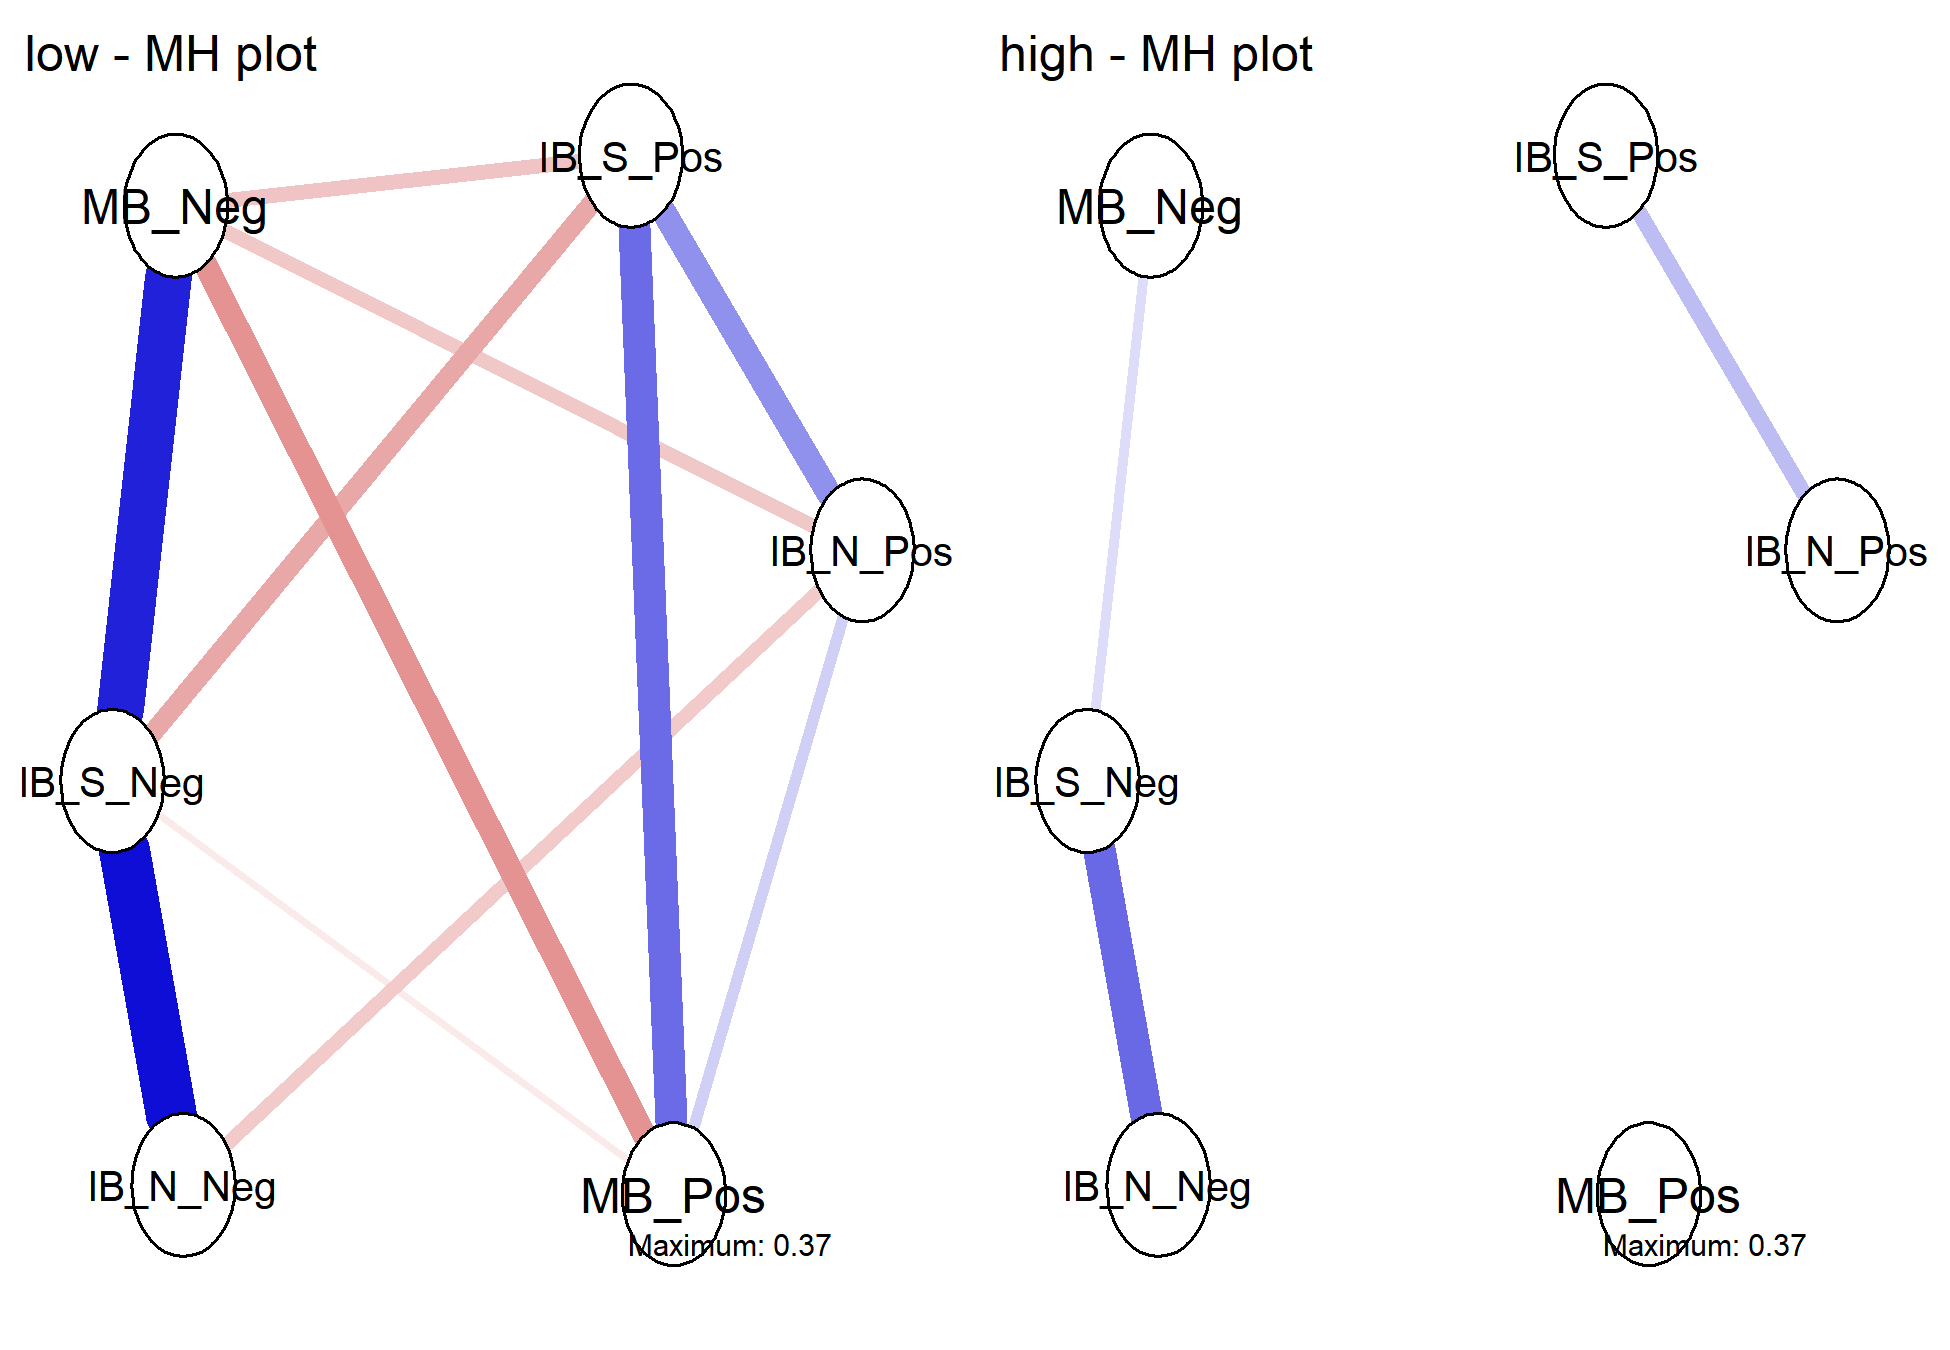 low - MH plot
IB_S_Pos
MB_Neg
IB_N_Pos
IB_S_Neg
IB_N_Neg
MB_Pos
Maximum: 0.37
high - MH plot
IB_S_Pos
MB_Neg
IB_N_Pos
IB_S_Neg
IB_N_Neg
MB_Pos
Maximum: 0.37